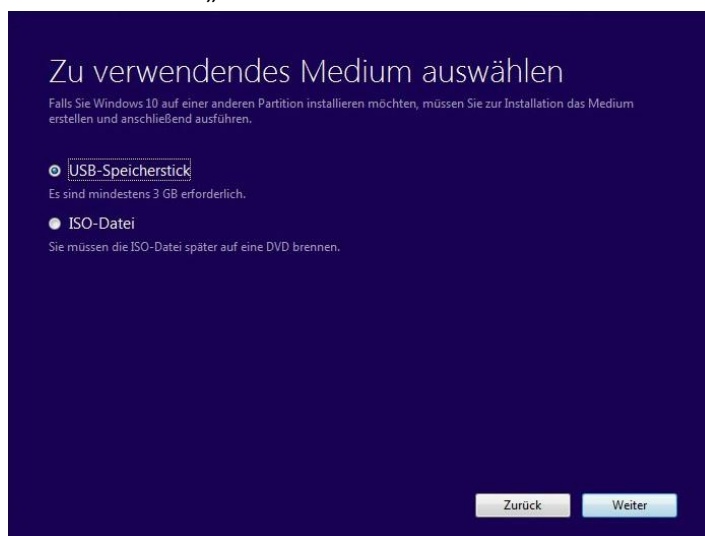 Zu verwendendes Medium auswählen
Falls Sie Windows 10 auf einer anderen Partition installieren möchten, müssen Sie zur Installation das Medium
erstellen und anschließend ausführen.
USB-Speicherstick
Es sind mindestens 3 GB erforderlich.
ISO-Datei
Sie müssen die ISO-Datei später auf eine DVD brennen.
Zurück
Weiter